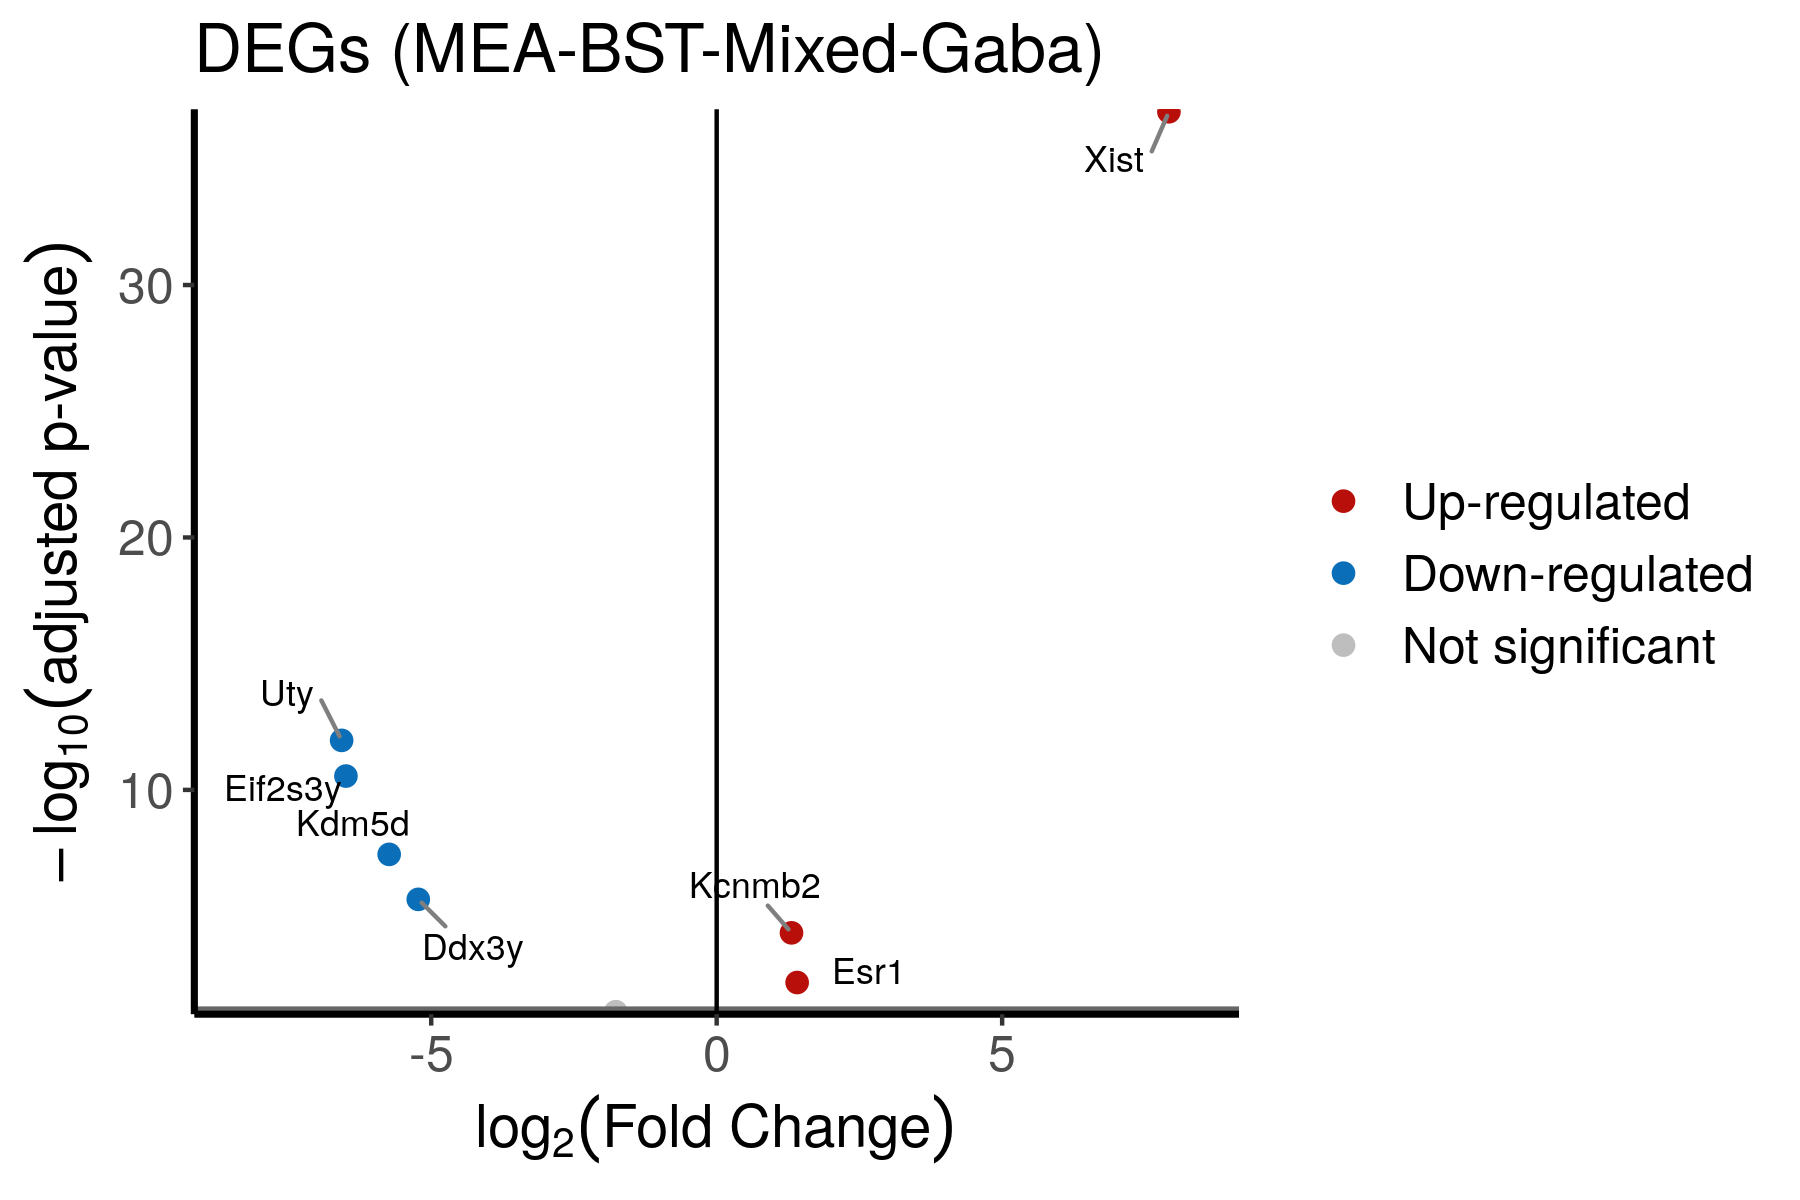 DEGs (MEA-BST-Mixed-Gaba)
− log₁₀(adjusted p-value)
30
20
10
Xist
Uty
Eif2s3y
Kdm5d
Ddx3y
Kcnmb2
Esr1
-5
0
5
log₂(Fold Change)
Up-regulated
Down-regulated
Not significant